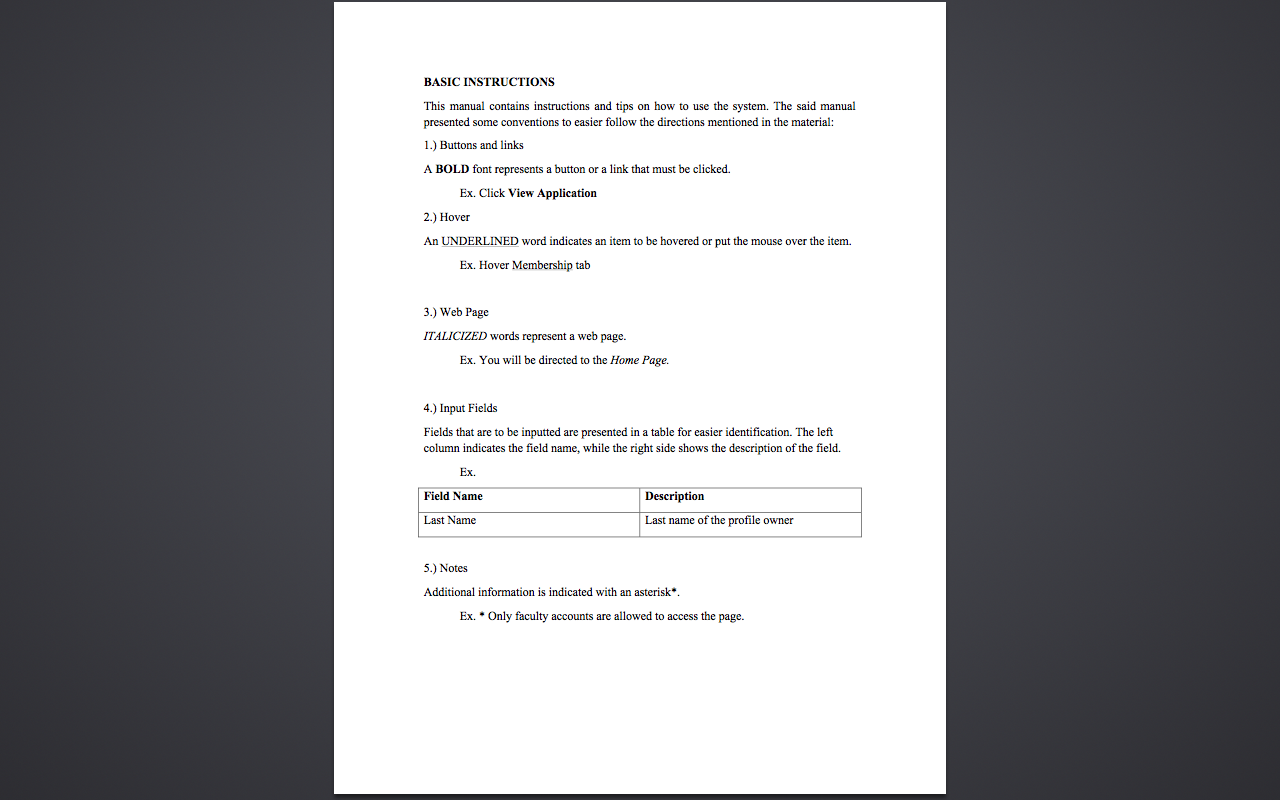 BASIC INSTRUCTIONS
This manual contains instructions and tips on how to use the system. The said manual
presented some conventions to easier follow the directions mentioned in the material:
1.) Buttons and links
A BOLD font represents a button or a link that must be clicked.
Ex. Click View Application
2.) Hover
An UNDERLINED word indicates an item to be hovered or put the mouse over the item.
Ex. Hover Membership tab
3.) Web Page
ITALICIZED words represent a web page.
Ex. You will be directed to the Home Page.
4.) Input Fields
Fields that are to be inputted are presented in a table for easier identification. The left
column indicates the field name, while the right side shows the description of the field.
Ex.
Field Name Description
Last Name Last name of the profile owner
5.) Notes
Additional information is indicated with an asterisk*.
Ex. * Only faculty accounts are allowed to access the page.